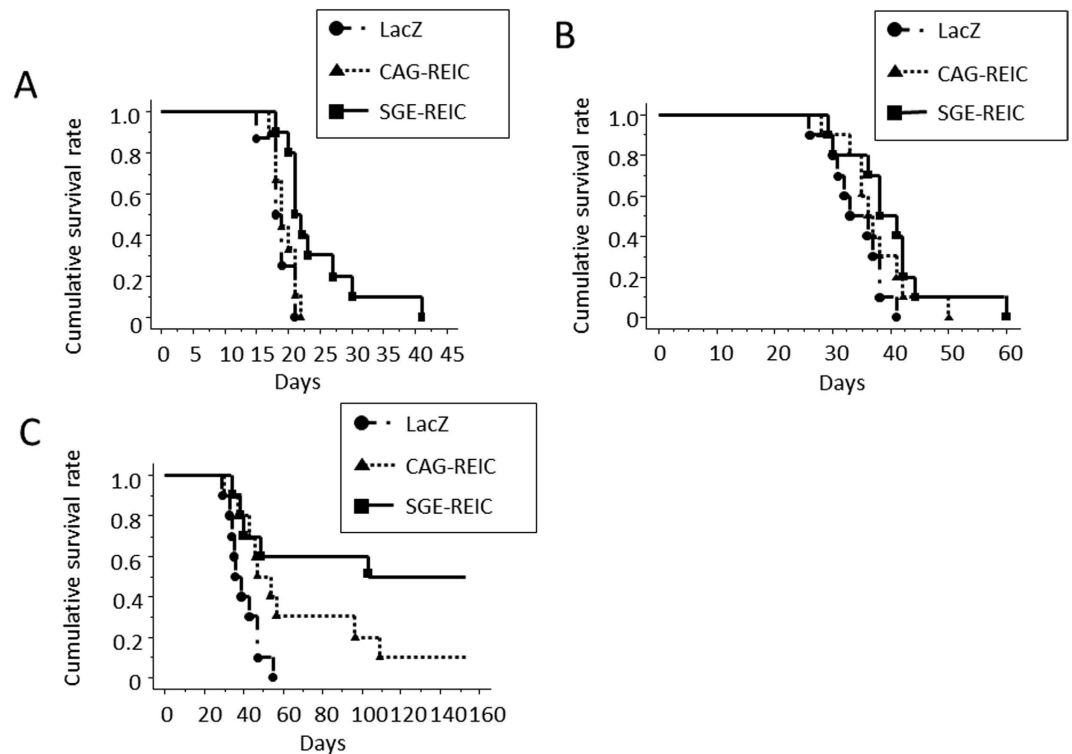 A
LacZ
CAG-REIC
SGE-REIC
Cumulative survival rate
1.0
0.8
0.6
0.4
0.2
0
0 5 10 15 20 25 30 35 40 45
Days
B
LacZ
CAG-REIC
SGE-REIC
Cumulative survival rate
1.0
0.8
0.6
0.4
0.2
0
0 10 20 30 40 50 60
Days
C
LacZ
CAG-REIC
SGE-REIC
Cumulative survival rate
1.0
0.8
0.6
0.4
0.2
0
0 20 40 60 80 100 120 140 160
Days